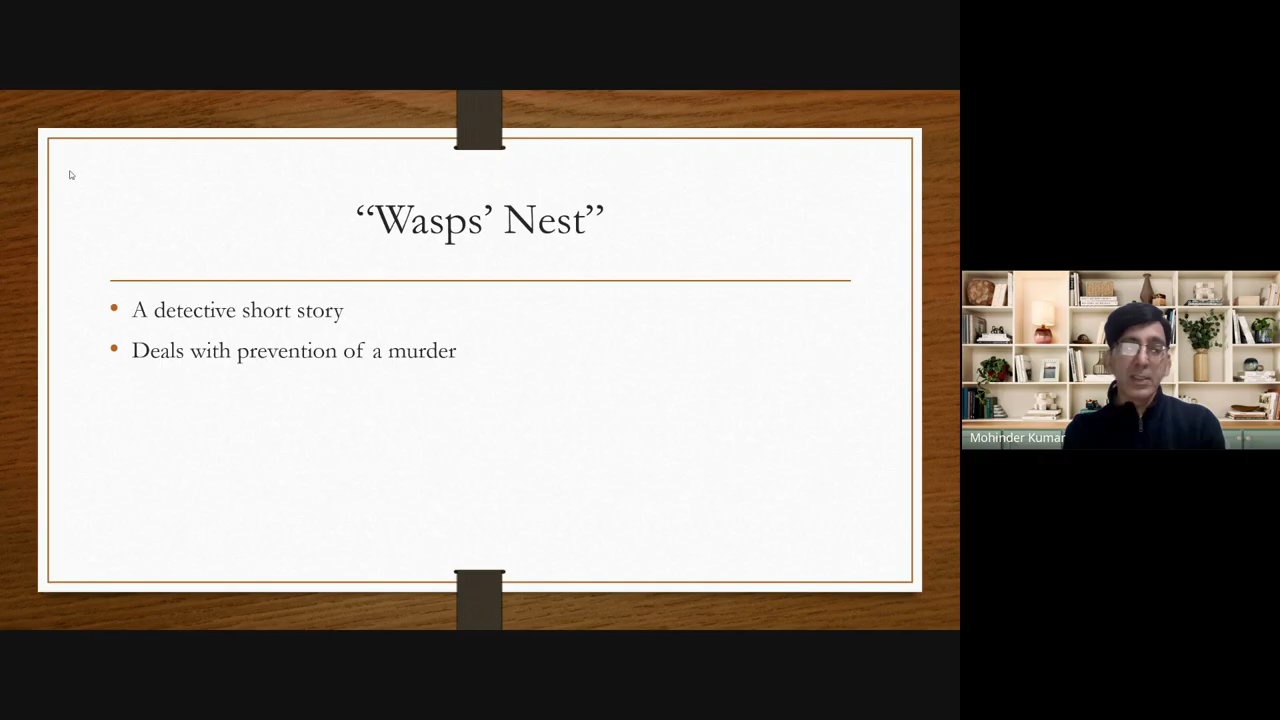 “Wasps’ Nest”
A detective short story
Deals with prevention of a murder
Mohinder Kumar